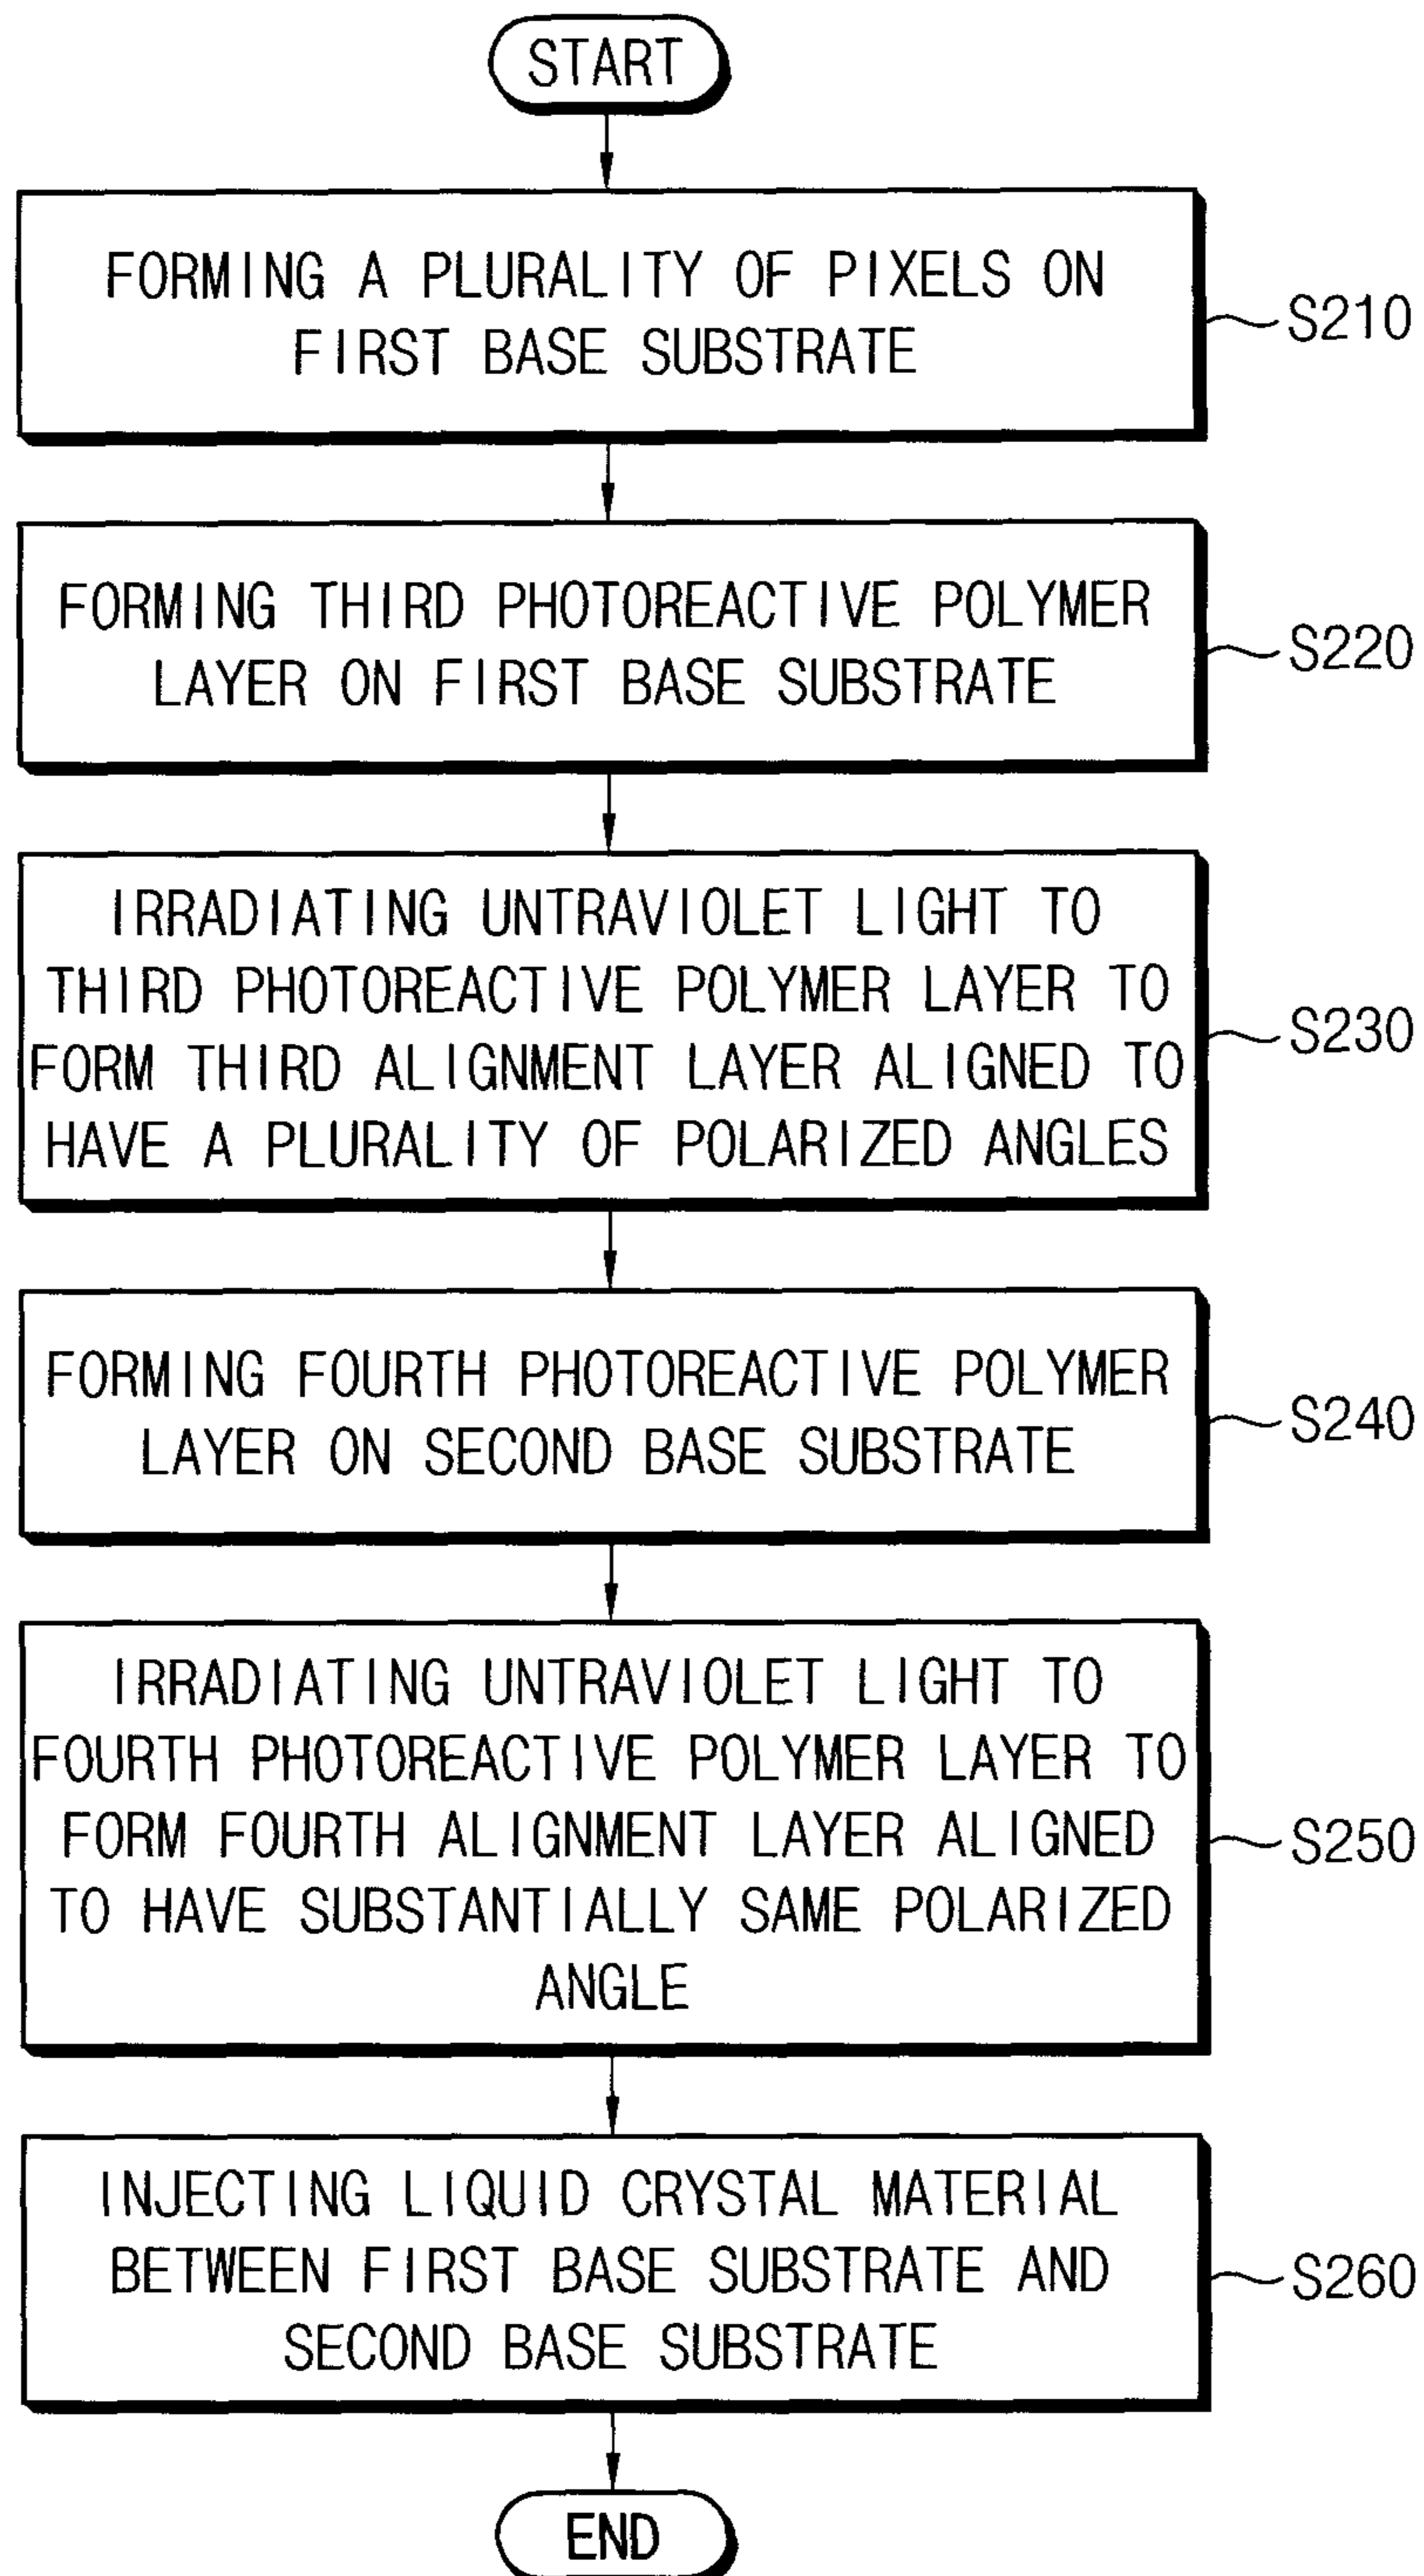 START
FORMING A PLURALITY OF PIXELS ON
FIRST BASE SUBSTRATE
S210
FORMING THIRD PHOTOREACTIVE POLYMER
LAYER ON FIRST BASE SUBSTRATE
S220
IRRADIATING UNTRAVIOLET LIGHT TO
THIRD PHOTOREACTIVE POLYMER LAYER TO
FORM THIRD ALIGNMENT LAYER ALIGNED TO
HAVE A PLURALITY OF POLARIZED ANGLES
S230
FORMING FOURTH PHOTOREACTIVE POLYMER
LAYER ON SECOND BASE SUBSTRATE
S240
IRRADIATING UNTRAVIOLET LIGHT TO
FOURTH PHOTOREACTIVE POLYMER LAYER TO
FORM FOURTH ALIGNMENT LAYER ALIGNED
TO HAVE SUBSTANTIALLY SAME POLARIZED
ANGLE
S250
INJECTING LIQUID CRYSTAL MATERIAL
BETWEEN FIRST BASE SUBSTRATE AND
SECOND BASE SUBSTRATE
S260
END